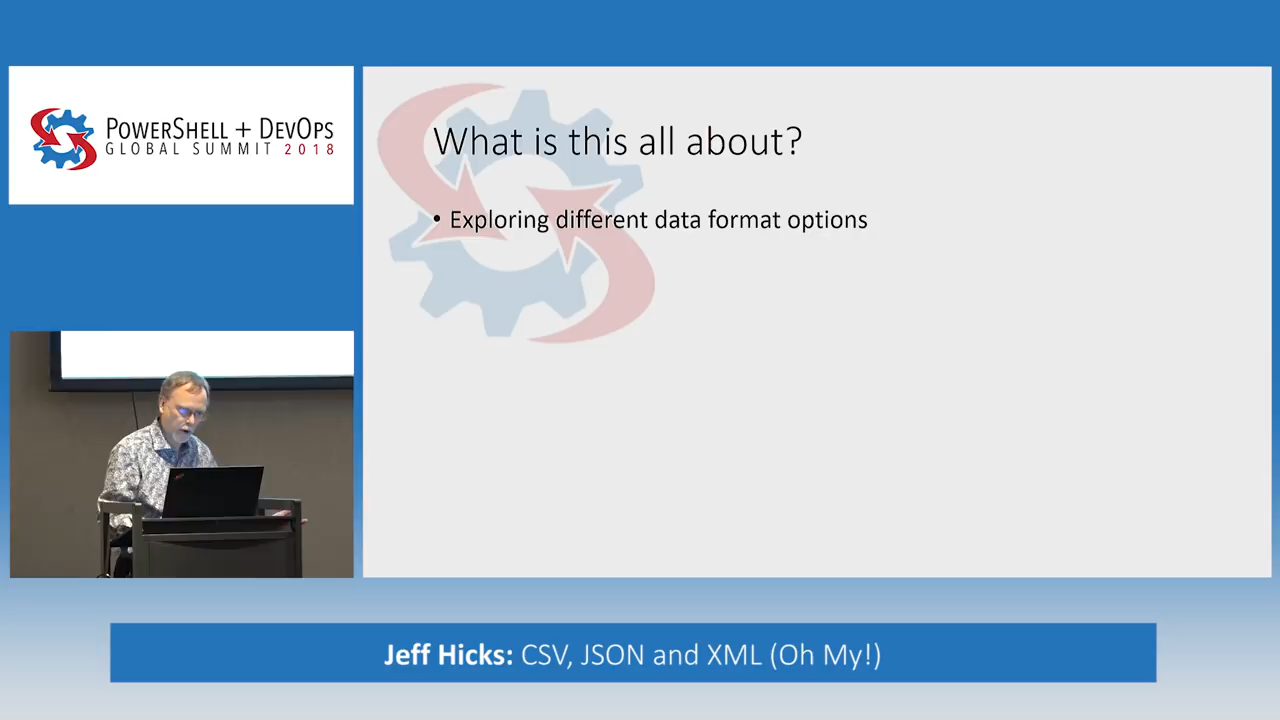 POWERSHELL + DEVOPS
GLOBAL SUMMIT 2018
What is this all about?
• Exploring different data format options
Jeff Hicks: CSV, JSON and XML (Oh My!)